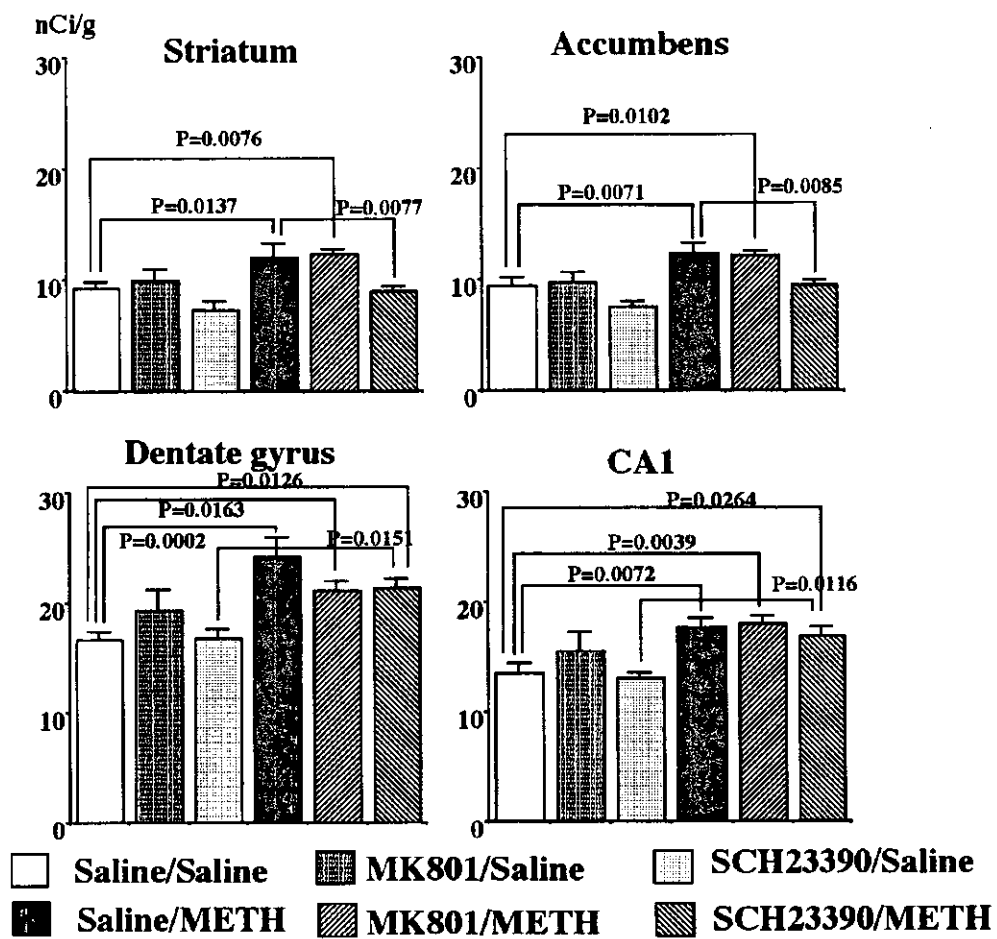 nCi/g
Striatum
Accumbens
30
20
10
0
P=0.0076
P=0.0137
P=0.0077
30
20
10
0
P=0.0102
P=0.0071
P=0.0085
Dentate gyrus
CA1
30
20
10
0
P=0.0126
P=0.0163
P=0.0002
P=0.0151
30
20
10
0
P=0.0264
P=0.0039
P=0.0072
P=0.0116
Saline/Saline
MK801/Saline
SCH23390/Saline
Saline/METH
MK801/METH
SCH23390/METH